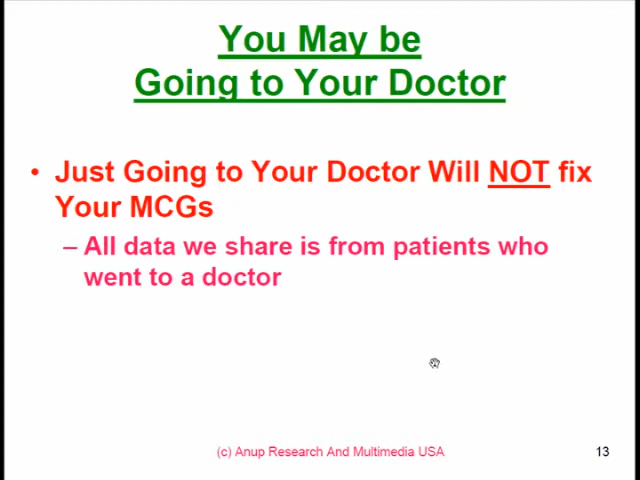 You May be
Going to Your Doctor
• Just Going to Your Doctor Will NOT fix
Your MCGs
– All data we share is from patients who
went to a doctor
(c) Anup Research And Multimedia USA
13